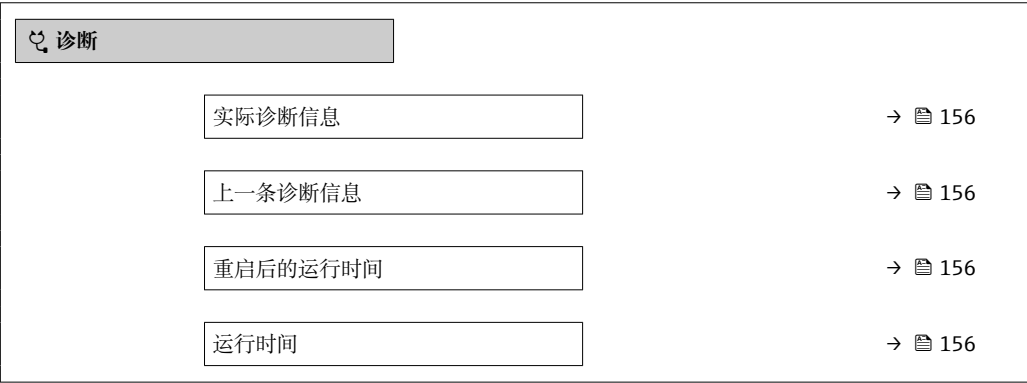 诊断
实际诊断信息 → 156
上一条诊断信息 → 156
重启后的运行时间 → 156
运行时间 → 156